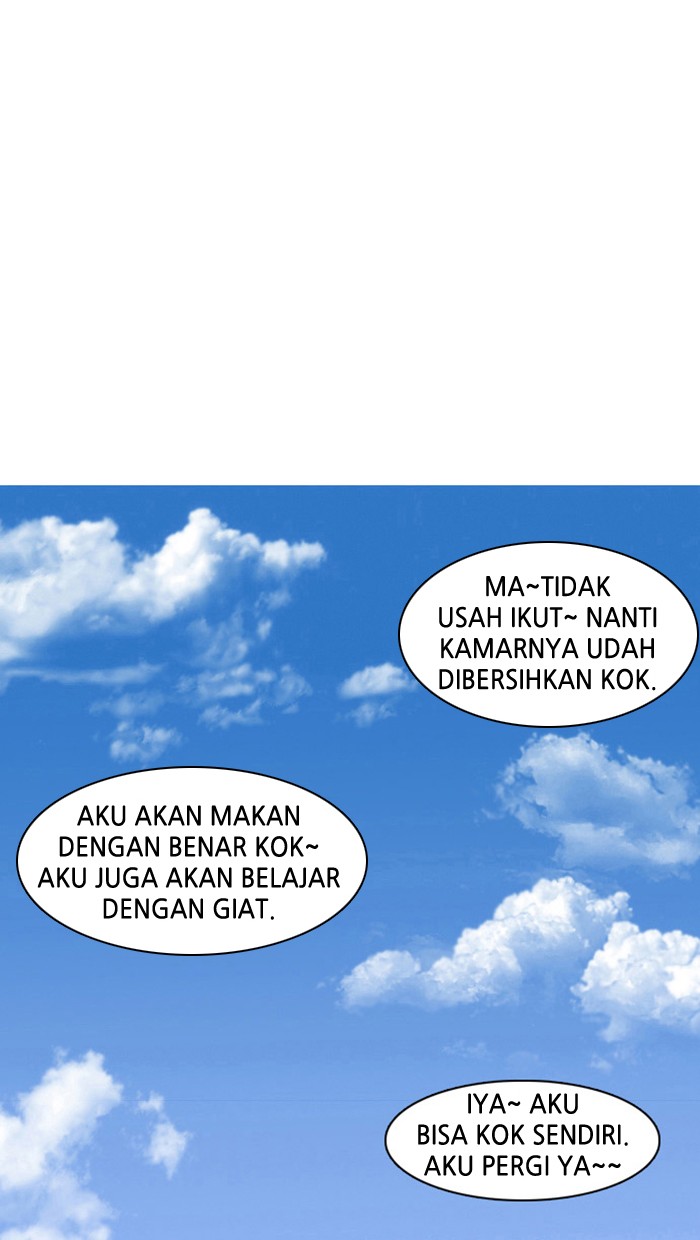 MA~TIDAK
USAH IKUT~ NANTI
KAMARNYA UDAH
DIBERSIHKAN KOK.
AKU AKAN MAKAN
DENGAN BENAR KOK~
AKU JUGA AKAN BELAJAR
DENGAN GIAT.
IYA~ AKU
BISA KOK SENDIRI.
AKU PERGI YA~~